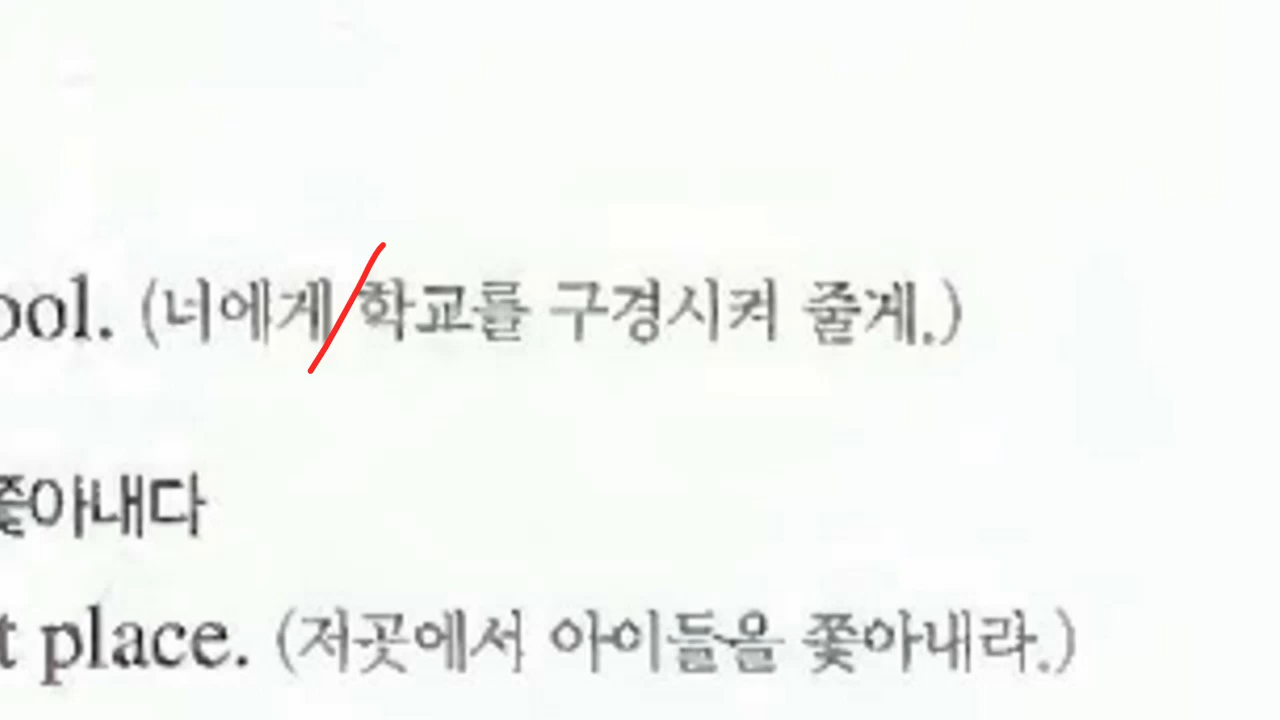 ool. (너에게 학교를 구경시켜 줄게.)
쫓아내다
t place. (저곳에서 아이들을 쫓아내라.)